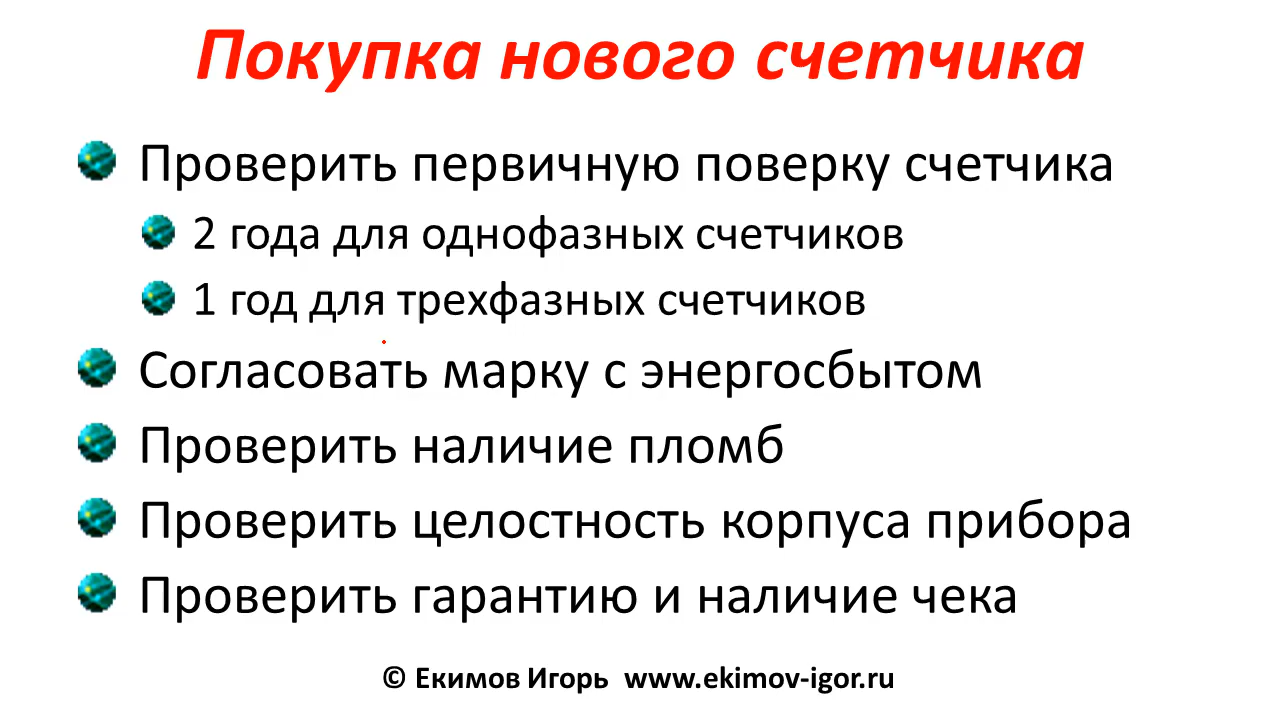 Покупка нового счетчика
Проверить первичную поверку счетчика
2 года для однофазных счетчиков
1 год для трехфазных счетчиков
Согласовать марку с энергосбытом
Проверить наличие пломб
Проверить целостность корпуса прибора
Проверить гарантию и наличие чека
© Екимов Игорь www.ekimov-igor.ru